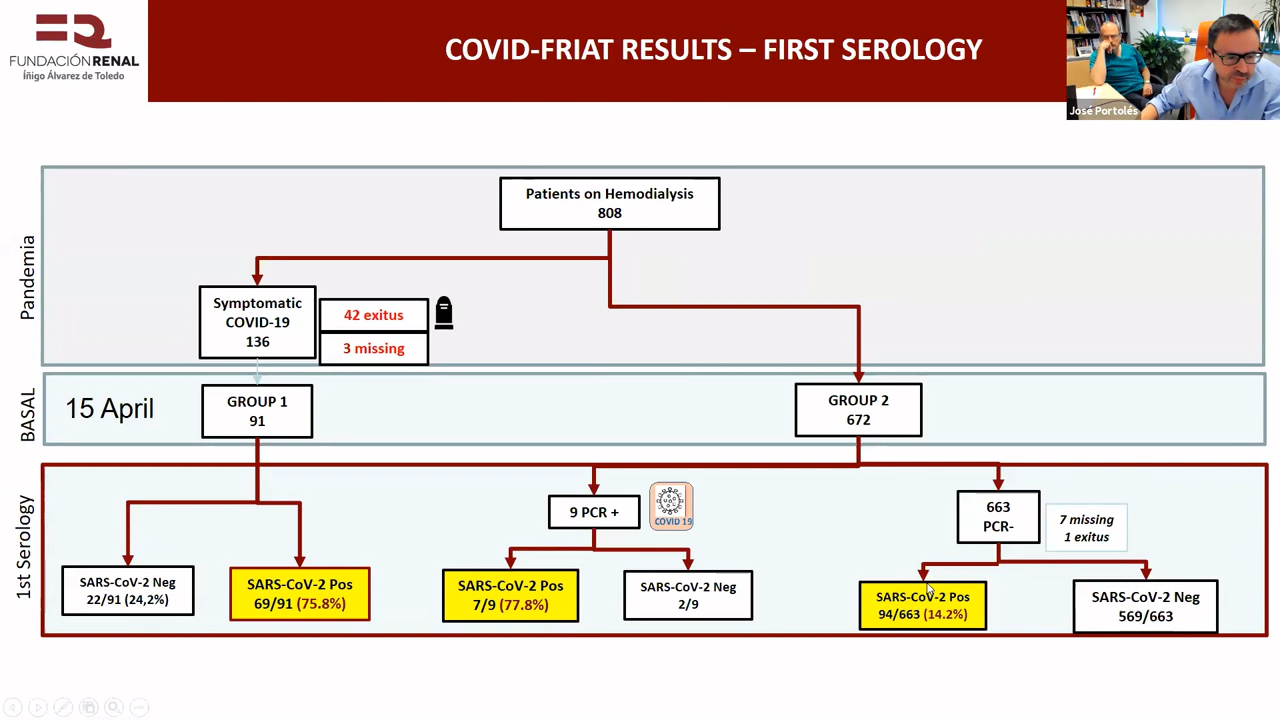 FUNDACIÓNRENAL
Íñigo Álvarez de Toledo
COVID-FRIAT RESULTS – FIRST SEROLOGY
José Portolés
Pandemia
Patients on Hemodialysis
808
Symptomatic
COVID-19
136
42 exitus
3 missing
BASAL
15 April
GROUP 1
91
GROUP 2
672
1st Serology
9 PCR +
COVID 19
663
PCR-
7 missing
1 exitus
SARS-CoV-2 Neg
22/91 (24,2%)
SARS-CoV-2 Pos
69/91 (75.8%)
SARS-CoV-2 Pos
7/9 (77.8%)
SARS-CoV-2 Neg
2/9
SARS-CoV-2 Pos
94/663 (14.2%)
SARS-CoV-2 Neg
569/663